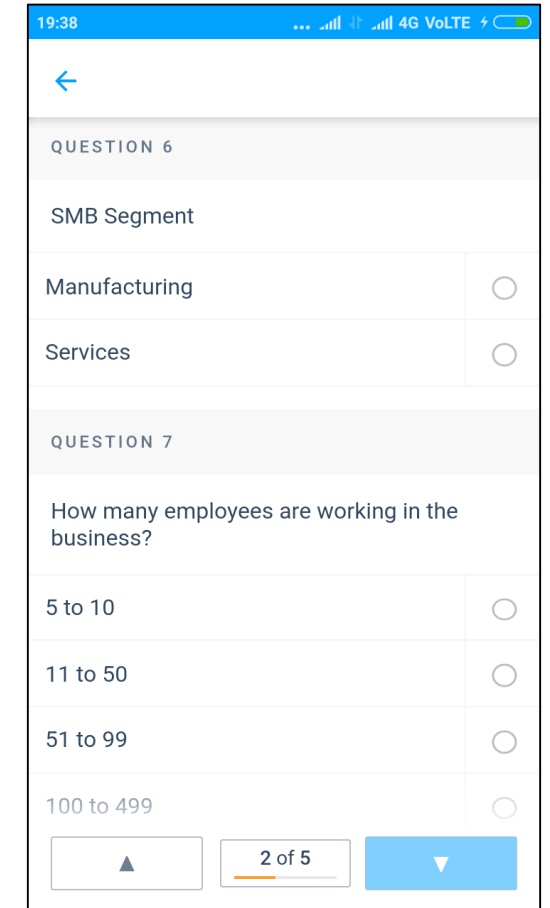 19:38
4G VoLTE
QUESTION 6
SMB Segment
Manufacturing
Services
QUESTION 7
How many employees are working in the
business?
5 to 10
11 to 50
51 to 99
100 to 499
2 of 5